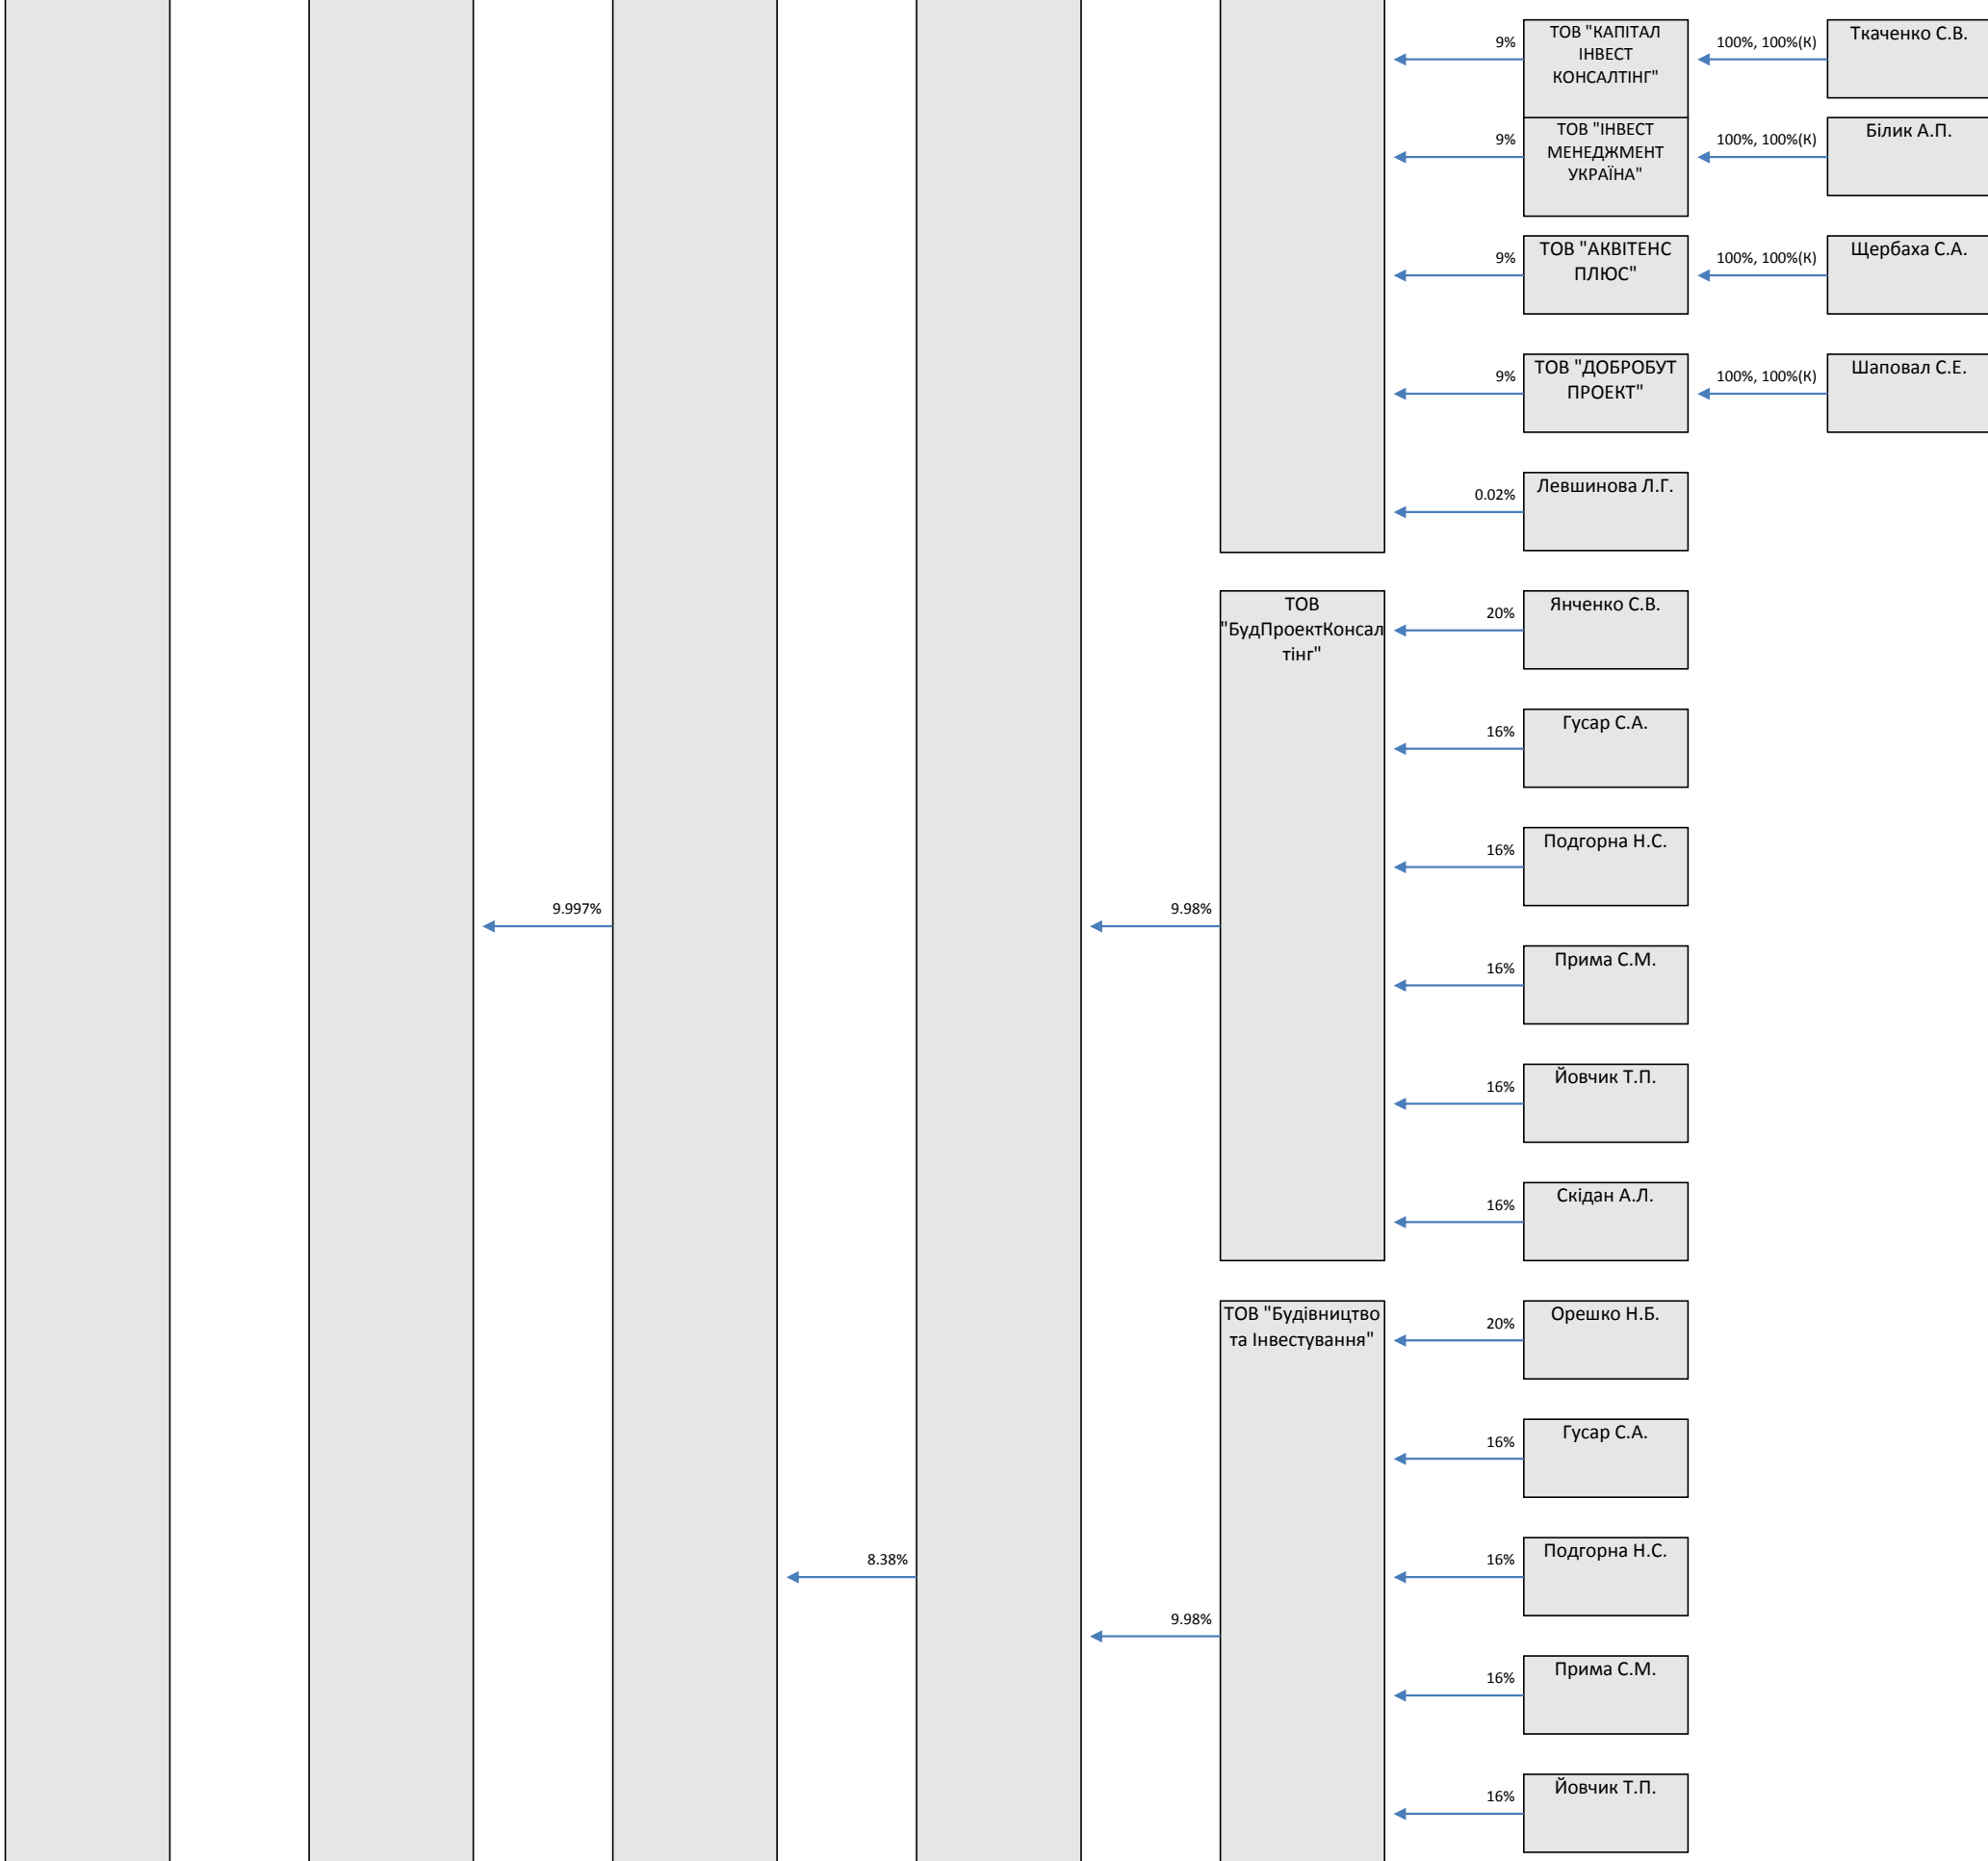 9%
ТОВ "КАПІТАЛ
ІНВЕСТ
КОНСАЛТІНГ"
100%, 100%(К)
Ткаченко С.В.
9%
ТОВ "ІНВЕСТ
МЕНЕДЖМЕНТ
УКРАЇНА"
100%, 100%(К)
Білик А.П.
9%
ТОВ "АКВІТЕНС
ПЛЮС"
100%, 100%(К)
Щербаха С.А.
9%
ТОВ "ДОБРОБУТ
ПРОЕКТ"
100%, 100%(К)
Шаповал С.Е.
0.02%
Левшинова Л.Г.
9.997%
9.98%
ТОВ
"БудПроектКонсал
тінг"
20%
Янченко С.В.
16%
Гусар С.А.
16%
Подгорна Н.С.
16%
Прима С.М.
16%
Йовчик Т.П.
16%
Скідан А.Л.
8.38%
9.98%
ТОВ "Будівництво
та Інвестування"
20%
Орешко Н.Б.
16%
Гусар С.А.
16%
Подгорна Н.С.
16%
Прима С.М.
16%
Йовчик Т.П.